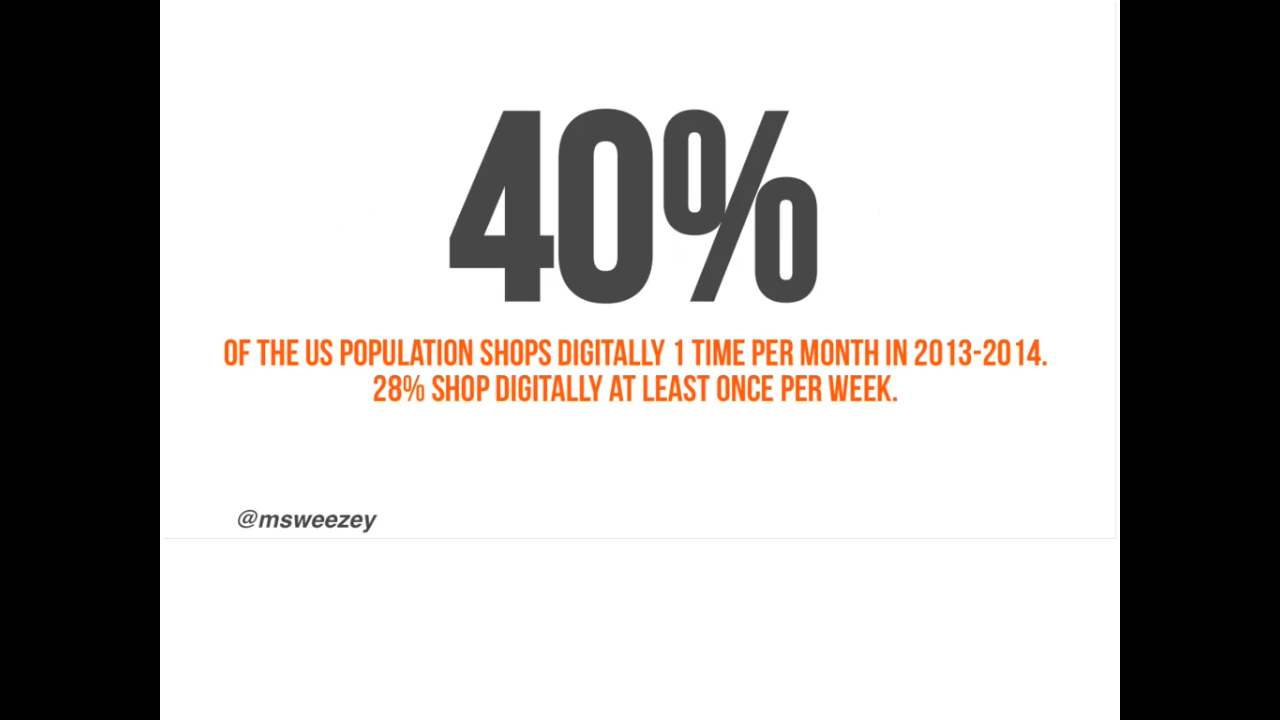 40%
OF THE US POPULATION SHOPS DIGITALLY 1 TIME PER MONTH IN 2013-2014.
28% SHOP DIGITALLY AT LEAST ONCE PER WEEK.
@msweezey